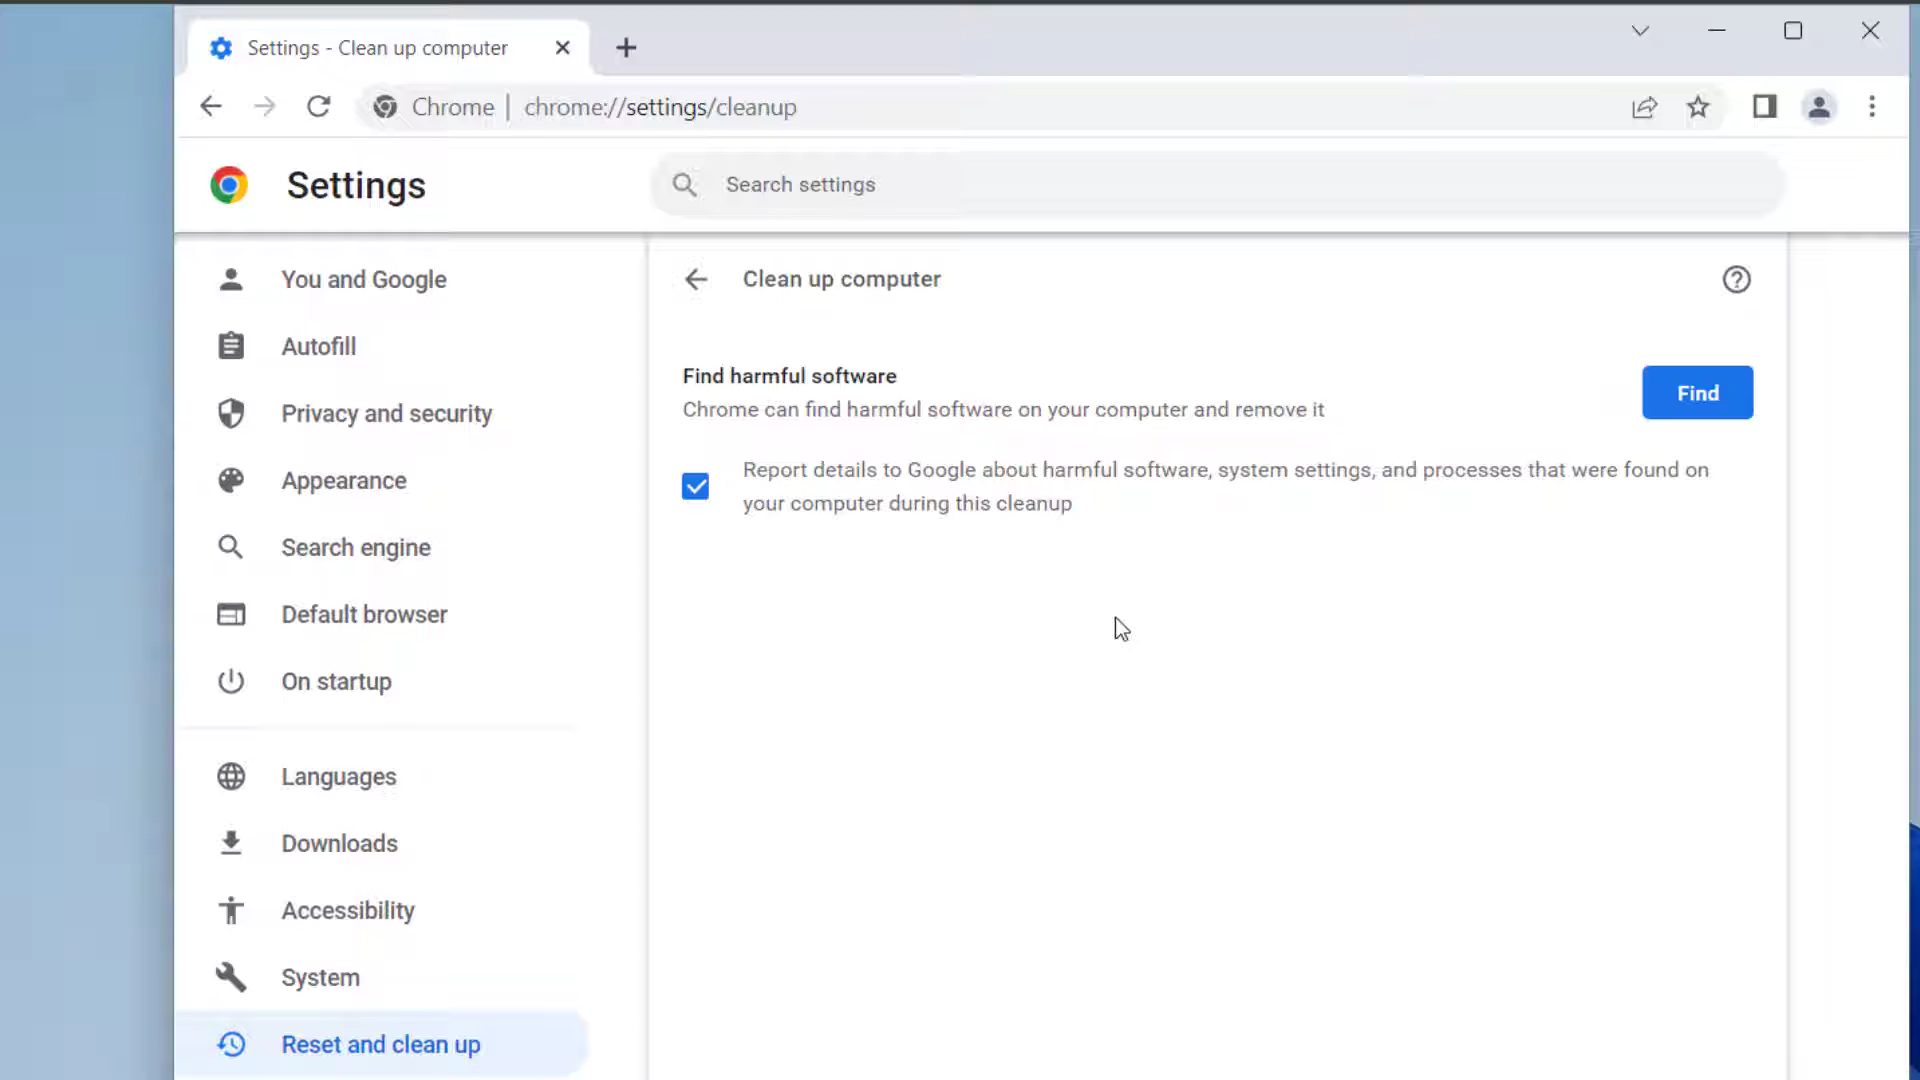 Settings - Clean up computer
Chrome | chrome://settings/cleanup
Settings
Search settings
You and Google
Autofill
Privacy and security
Appearance
Search engine
Default browser
On startup
Languages
Downloads
Accessibility
System
Reset and clean up
Clean up computer
Find harmful software
Chrome can find harmful software on your computer and remove it
Find
Report details to Google about harmful software, system settings, and processes that were found on
your computer during this cleanup